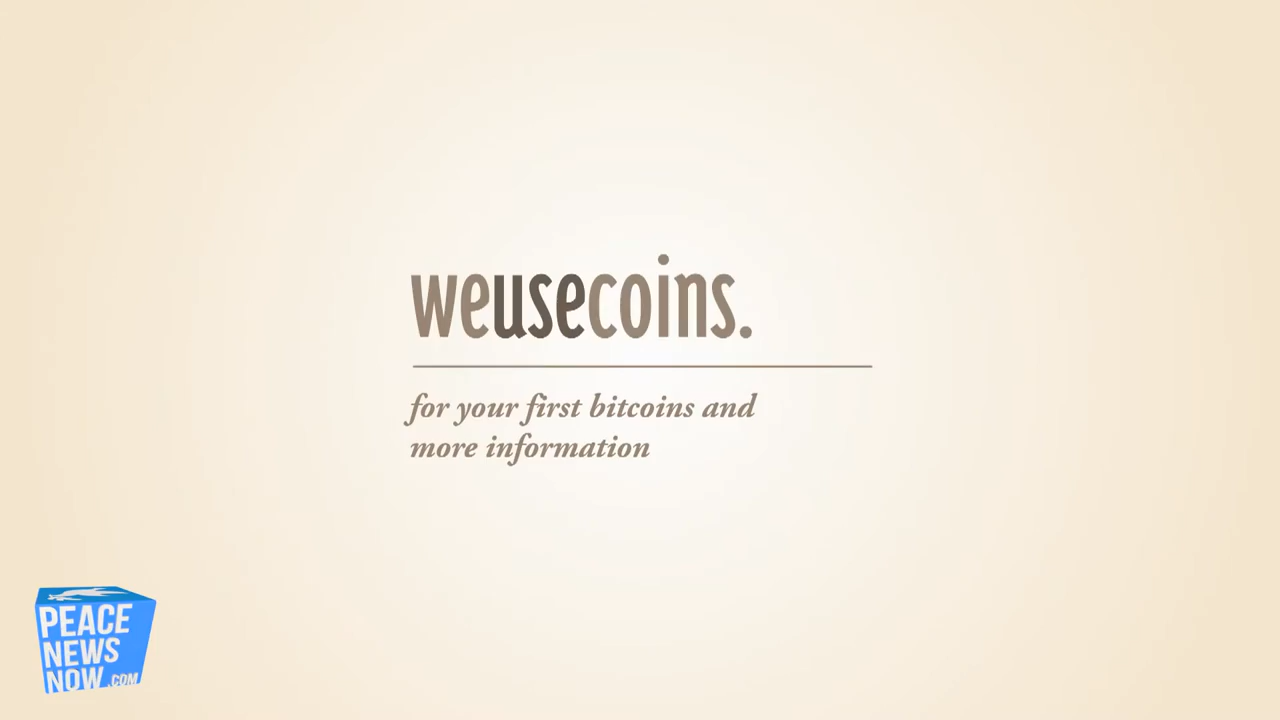 weusecoins.
for your first bitcoins and
more information
PEACE
NEWS
NOW.COM